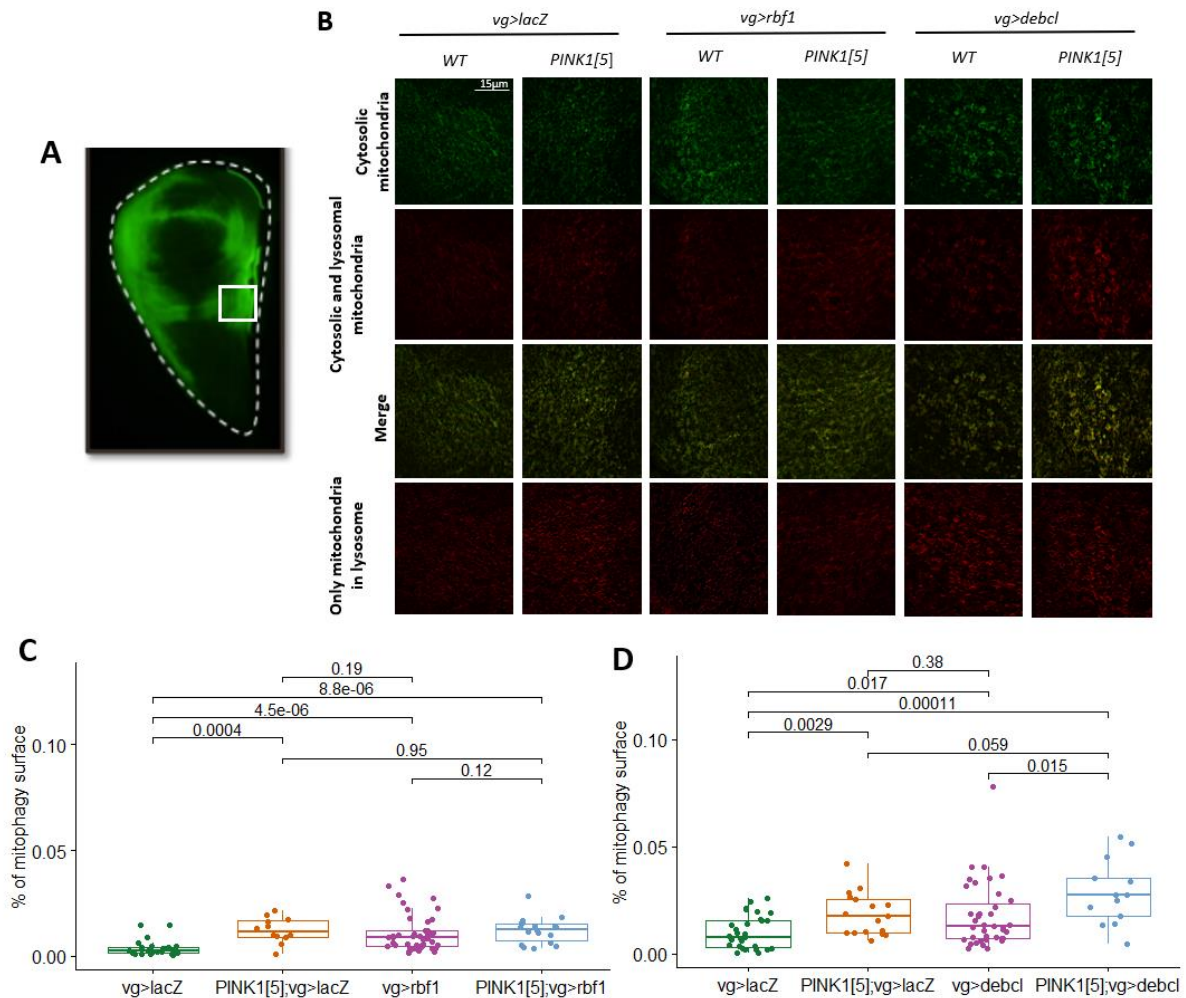 A
B
vg>lacZ
vg>rbf1
vg>debcl
WT
PINK1[5]
WT
PINK1[5]
WT
PINK1[5]
15µm
Cytosolic
mitochondria
Cytosolic and lysosomal
mitochondria
Merge
Only mitochondria
in lysosome
C
% of mitophagy surface
0.10
0.05
0.00
0.19
8.8e-06
4.5e-06
0.0004
0.95
0.12
vg>lacZ
PINK1[5];vg>lacZ
vg>rbf1
PINK1[5];vg>rbf1
D
% of mitophagy surface
0.10
0.05
0.00
0.38
0.017
0.00011
0.0029
0.059
0.015
vg>lacZ
PINK1[5];vg>lacZ
vg>debcl
PINK1[5];vg>debcl